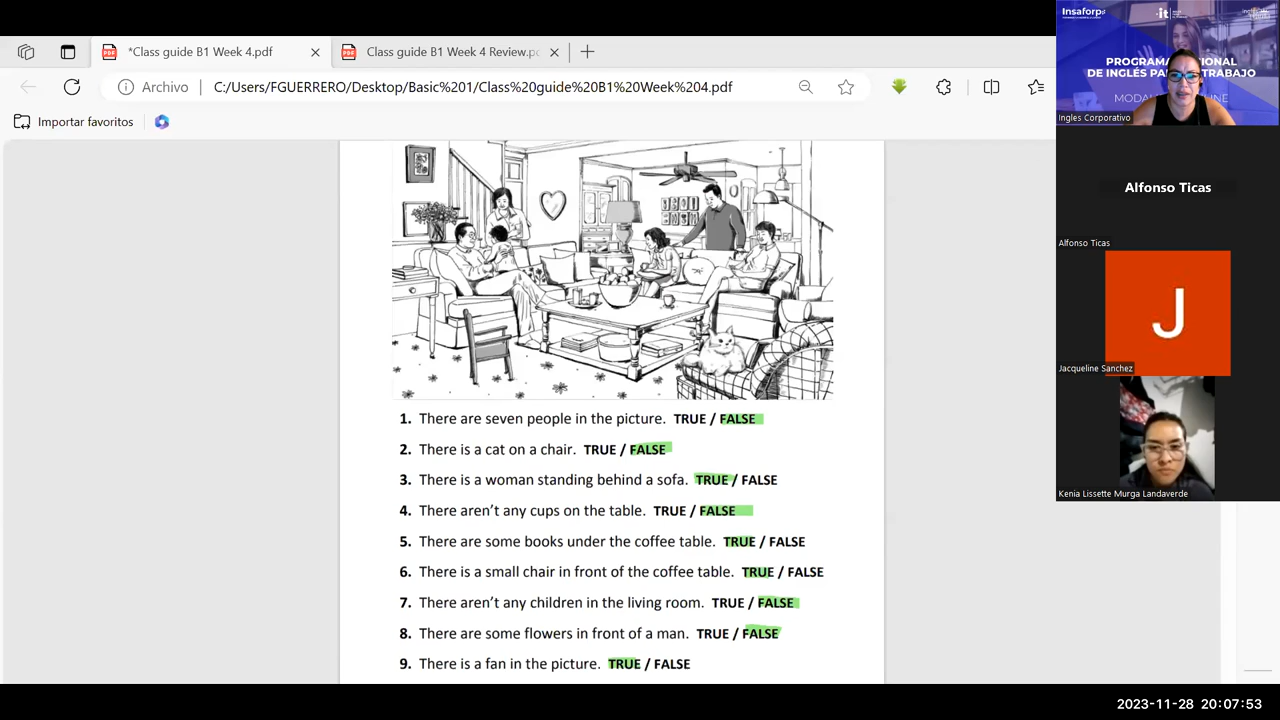 *Class guide B1 Week 4.pdf
Class guide B1 Week 4 Review.pc
Archivo
C:/Users/FGUERRERO/Desktop/Basic%201/Class%20guide%20B1%20Week%204.pdf
Importar favoritos
1. There are seven people in the picture. TRUE / FALSE
2. There is a cat on a chair. TRUE / FALSE
3. There is a woman standing behind a sofa. TRUE / FALSE
4. There aren't any cups on the table. TRUE / FALSE
5. There are some books under the coffee table. TRUE / FALSE
6. There is a small chair in front of the coffee table. TRUE / FALSE
7. There aren't any children in the living room. TRUE / FALSE
8. There are some flowers in front of a man. TRUE / FALSE
9. There is a fan in the picture. TRUE / FALSE
Insaforp
it
Ingles Corporativo
Alfonso Ticas
Alfonso Ticas
J
Jacqueline Sanchez
Kenia Lissette Murga Landaverde
2023-11-28 20:07:53